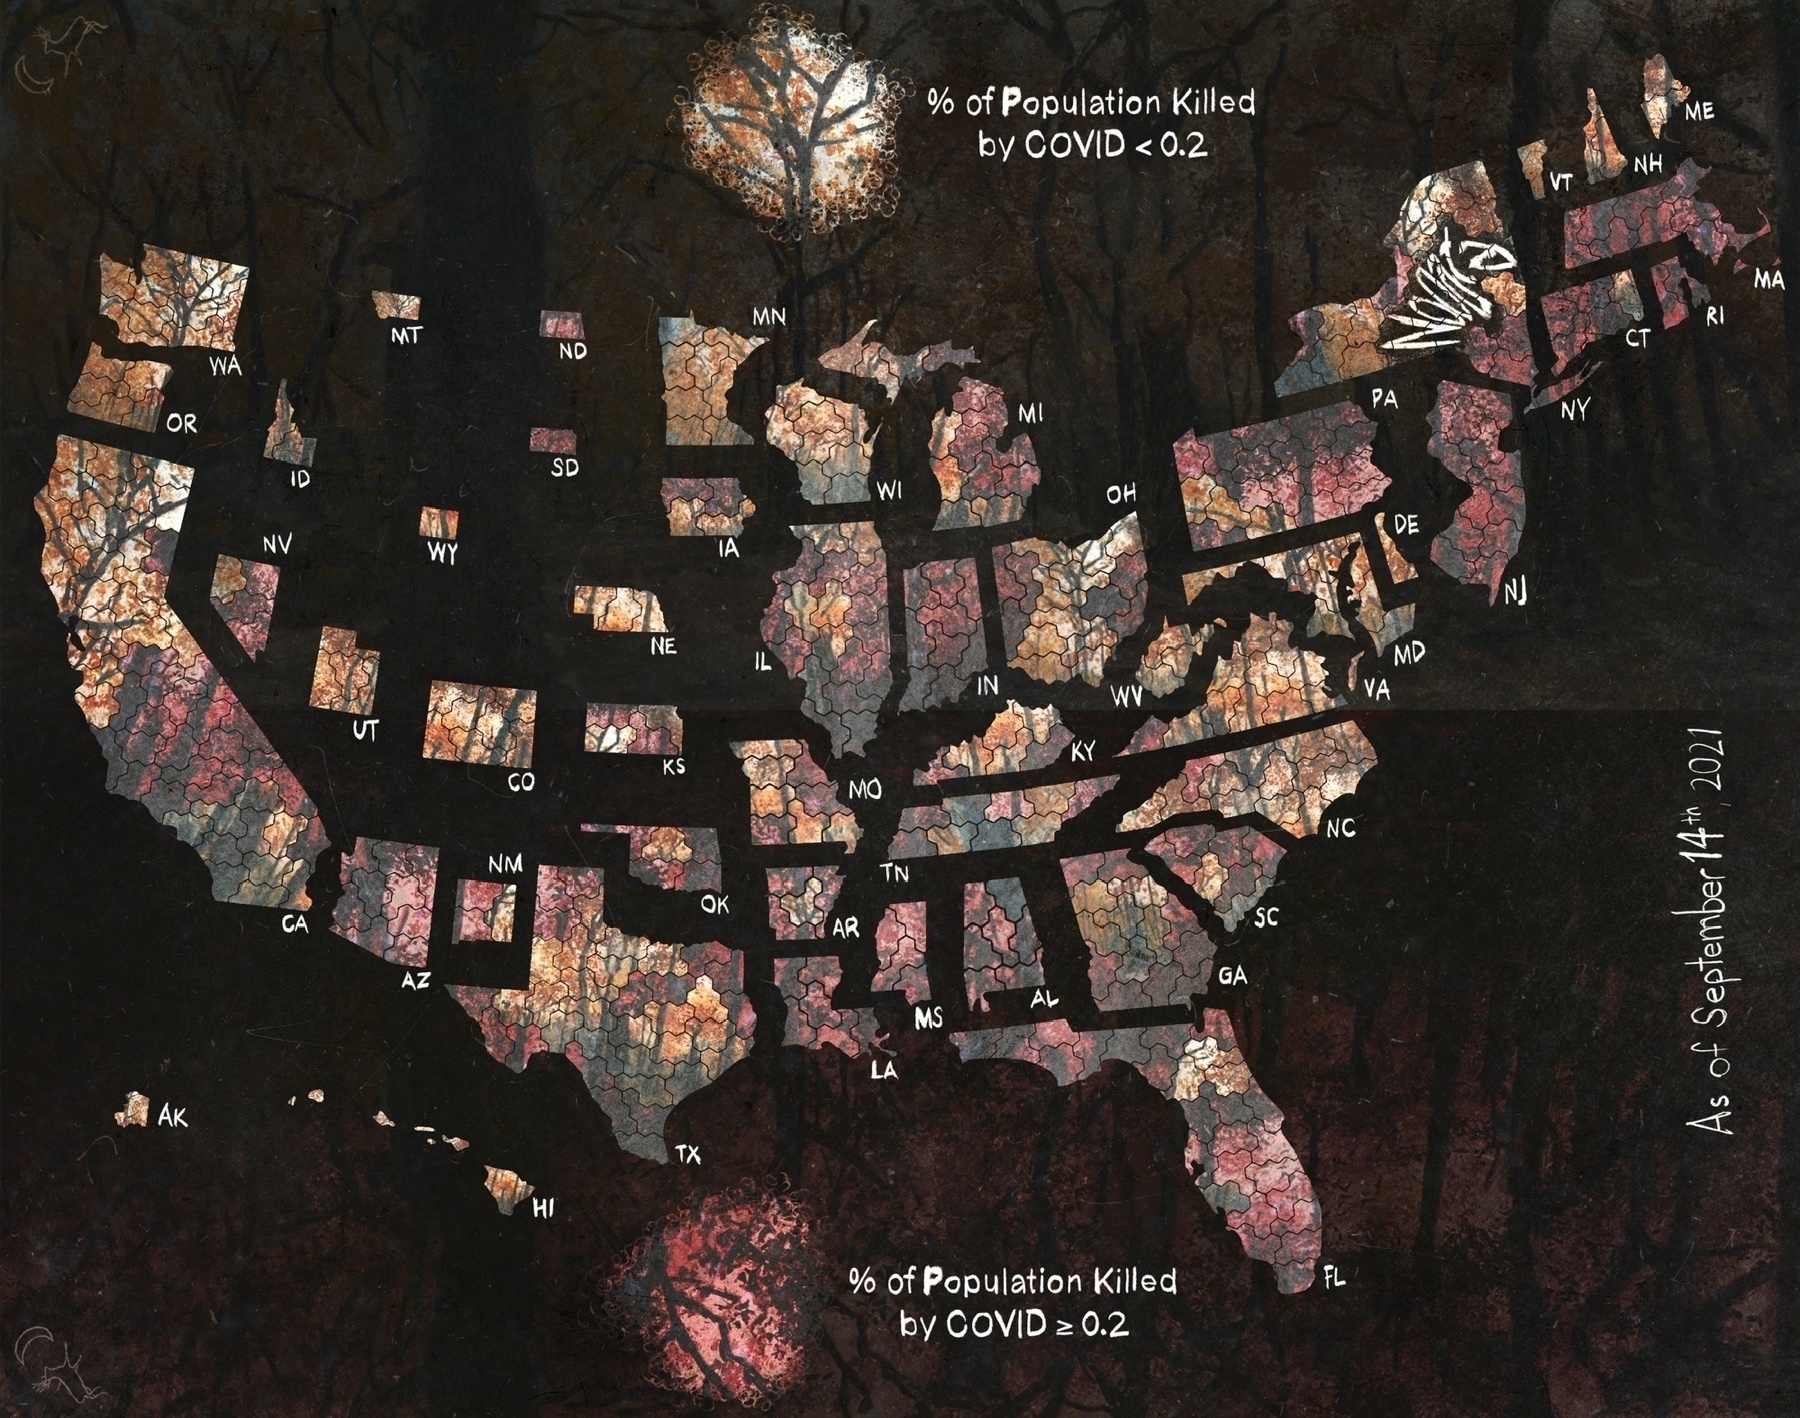 % of Population Killed
by COVID < 0.2
ME
NH
VT
MA
RI
CT
NY
PA
MN
MT
ND
WA
OR
ID
SD
MI
WI
OH
DE
NJ
IA
WY
NV
NE
IL
IN
WV
MD
VA
UT
CO
KS
KY
MO
NC
TN
NM
OK
AR
SC
CA
AZ
GA
AL
MS
LA
TX
AK
HI
FL
As of September 14th, 2021
% of Population Killed
by COVID ≥ 0.2